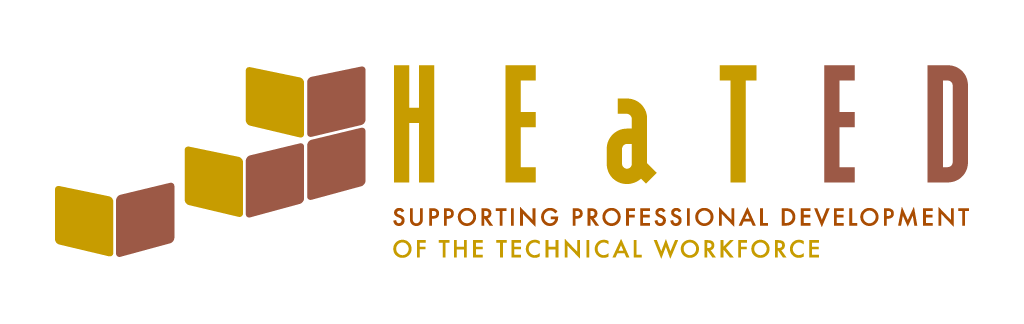 HEaTED
SUPPORTING PROFESSIONAL DEVELOPMENT
OF THE TECHNICAL WORKFORCE